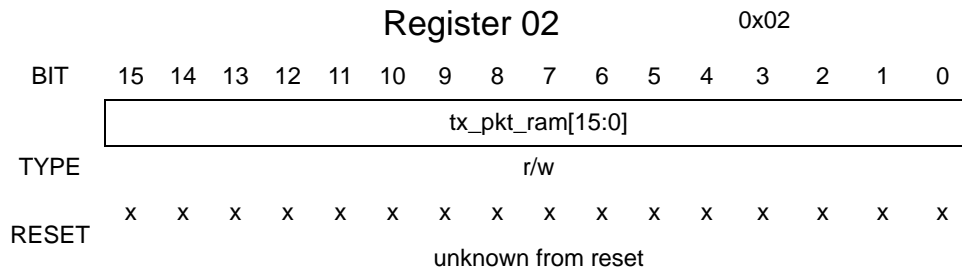 Register 02 0x02
BIT 15 14 13 12 11 10 9 8 7 6 5 4 3 2 1 0
tx_pkt_ram[15:0]
TYPE r/w
RESET x x x x x x x x x x x x x x x x
unknown from reset